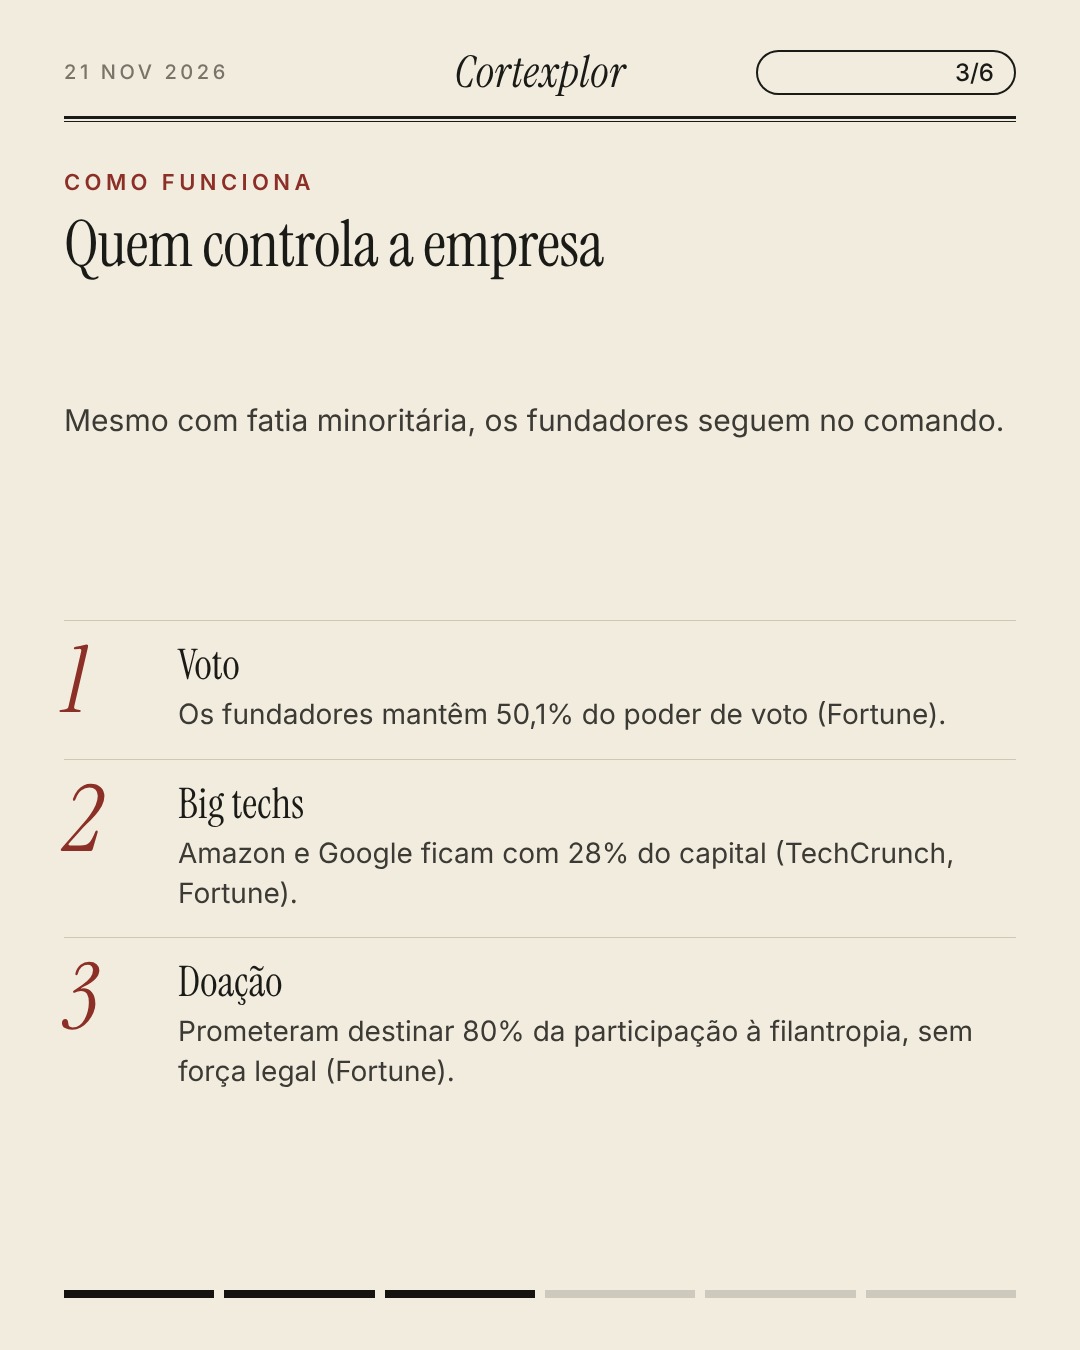 21 NOV 2026
Cortexplor
3/6
COMO FUNCIONA
Quem controla a empresa
Mesmo com fatia minoritária, os fundadores seguem no comando.
1
Voto
Os fundadores mantêm 50,1% do poder de voto (Fortune).
2
Big techs
Amazon e Google ficam com 28% do capital (TechCrunch,
Fortune).
3
Doação
Prometeram destinar 80% da participação à filantropia, sem
força legal (Fortune).